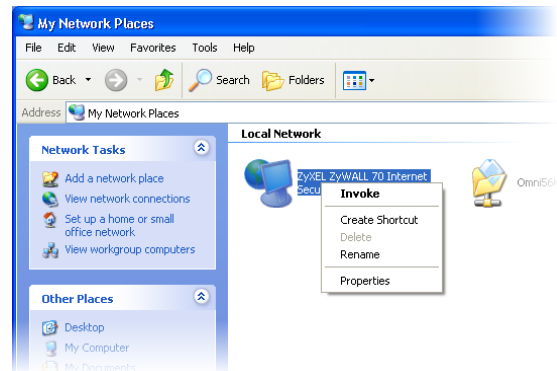 My Network Places
File Edit View Favorites Tools Help
Back Search Folders
Address My Network Places
Local Network
Network Tasks
Add a network place
View network connections
Set up a home or small
office network
View workgroup computers
Other Places
Desktop
My Computer
My Documents
ZyXEL ZyWALL 70 Internet
Secu
Invoke
Create Shortcut
Delete
Rename
Properties